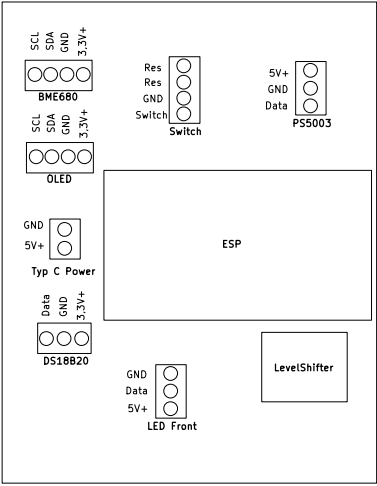 SCL SDA GND 3,3V+
BME680
SCL SDA GND 3,3V+
OLED
Res
Res
GND
Switch
Switch
5V+
GND
Data
PS5003
ESP
GND
5V+
Typ C Power
Data GND 3,3V+
DS18B20
GND
Data
5V+
LED Front
LevelShifter